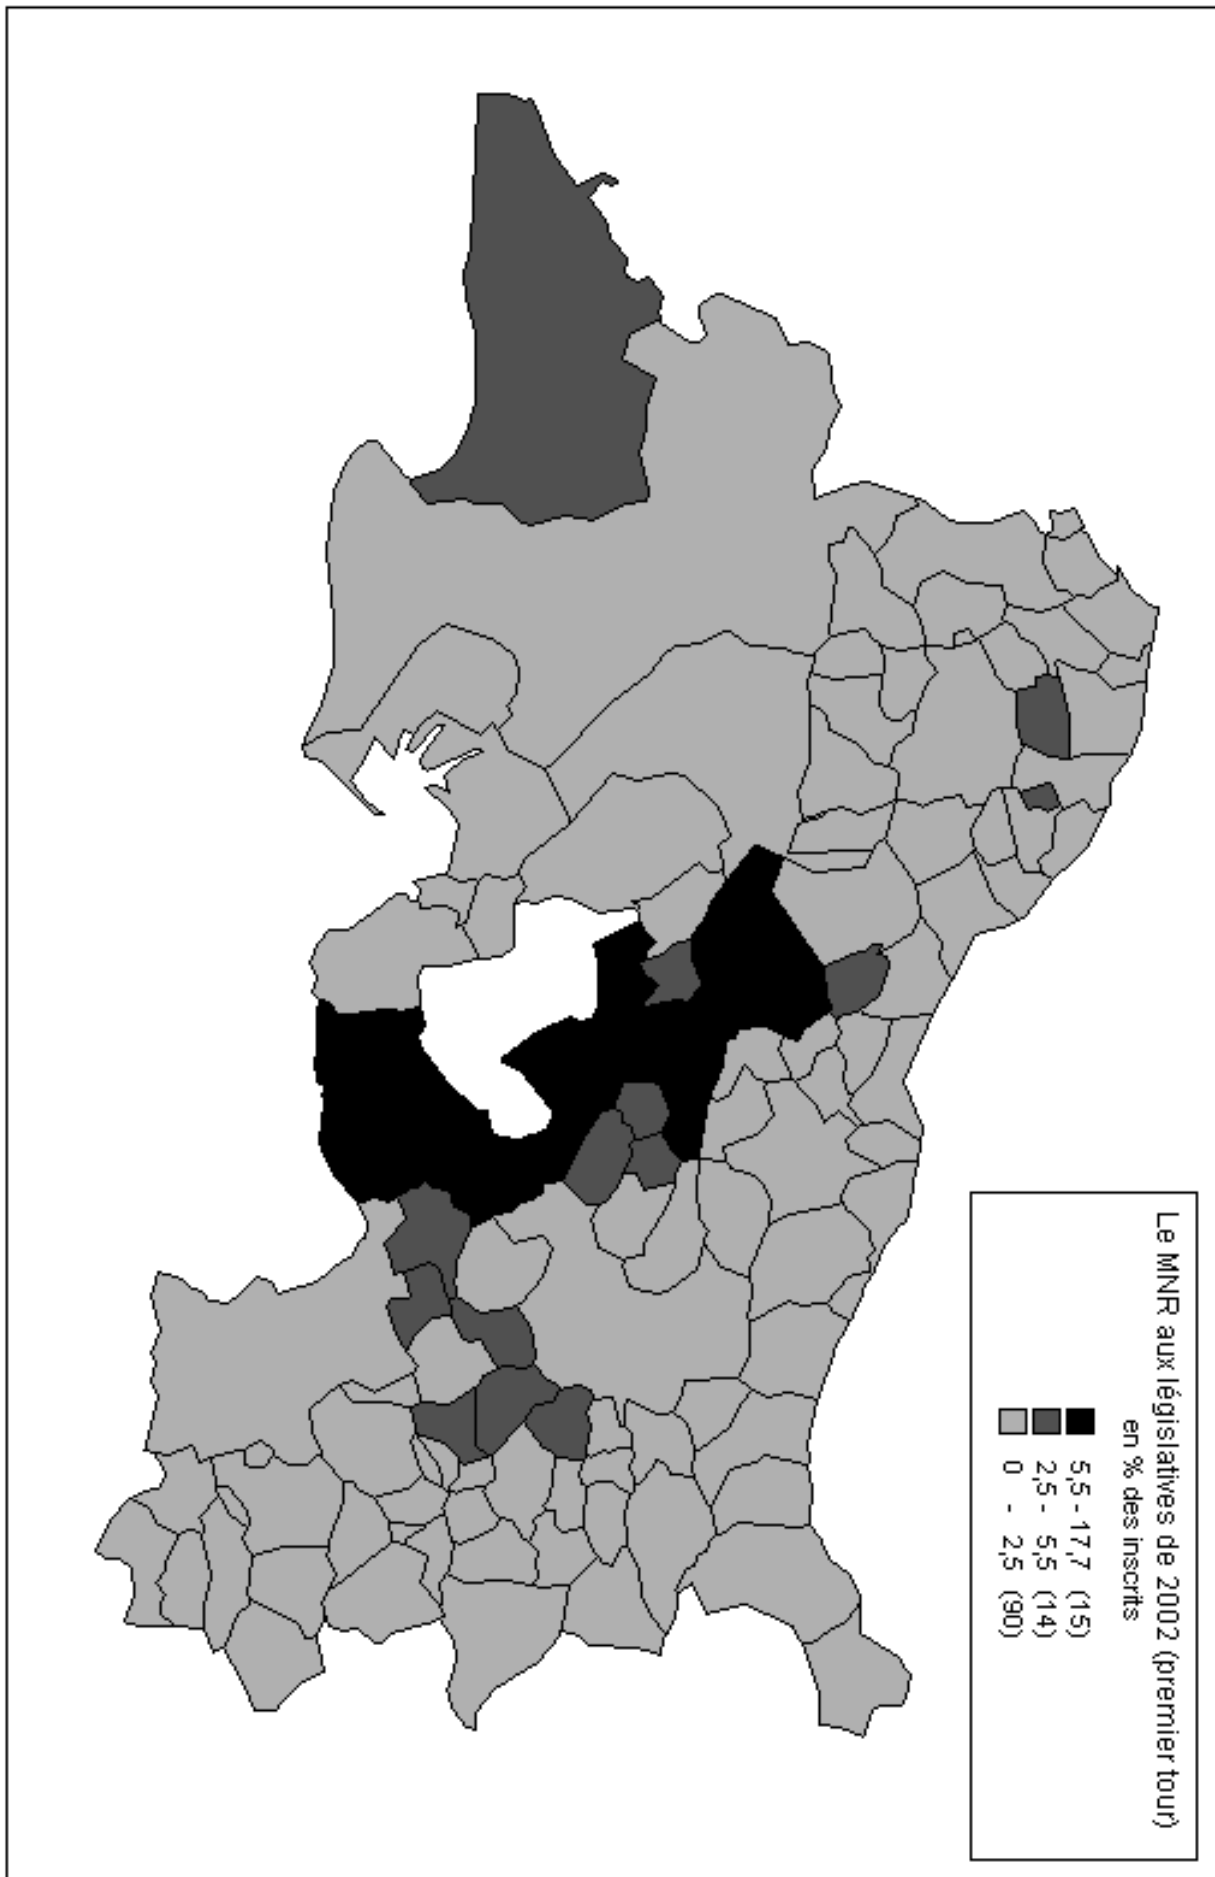 Le MNR aux législatives de 2002 (premier tour)
en % des inscrits
5,5 - 17,7 (15)
2,5 - 5,5 (14)
0 - 2,5 (90)